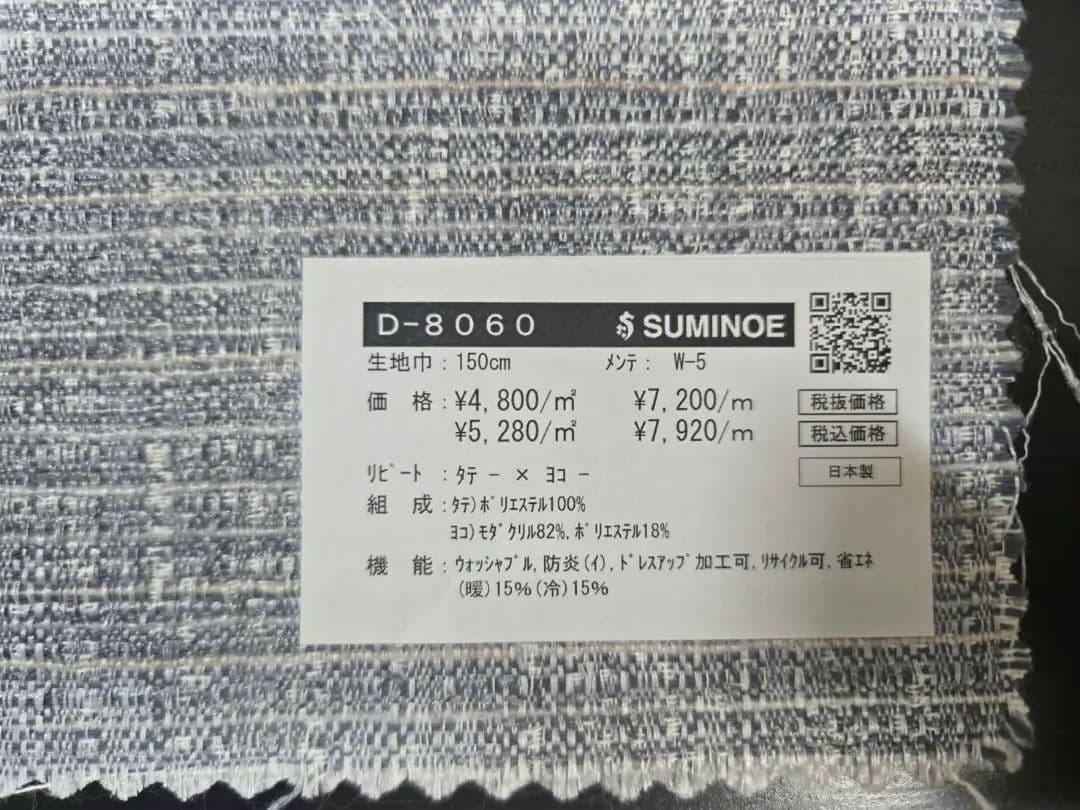 D-8060 SUMINOE
生地巾：150cm ﾒﾝﾃ： W-5
価 格：¥4,800/㎡ ¥7,200/m 税抜価格
¥5,280/㎡ ¥7,920/m 税込価格
ﾘﾋﾟｰﾄ ：ﾀﾃ － × ﾖｺ － 日本製
組 成：ﾀﾃ)ﾎﾟﾘｴｽﾃﾙ100%
ﾖｺ)ﾓﾀﾞｸﾘﾙ82%,ﾎﾟﾘｴｽﾃﾙ18%
機 能：ｳｫｯｼｬﾌﾞﾙ,防炎(ｲ),ﾄﾞﾚｽｱｯﾌﾟ加工可,ﾘｻｲｸﾙ可,省ｴﾈ
(暖)15%(冷)15%